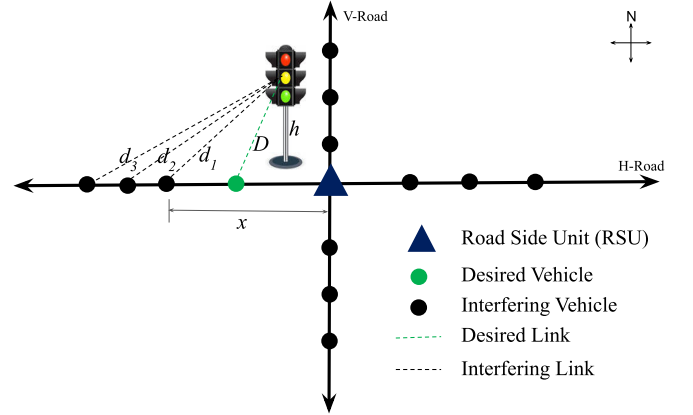 V-Road
N
h
D
d3 d2 d1
H-Road
x
Road Side Unit (RSU)
Desired Vehicle
Interfering Vehicle
Desired Link
Interfering Link